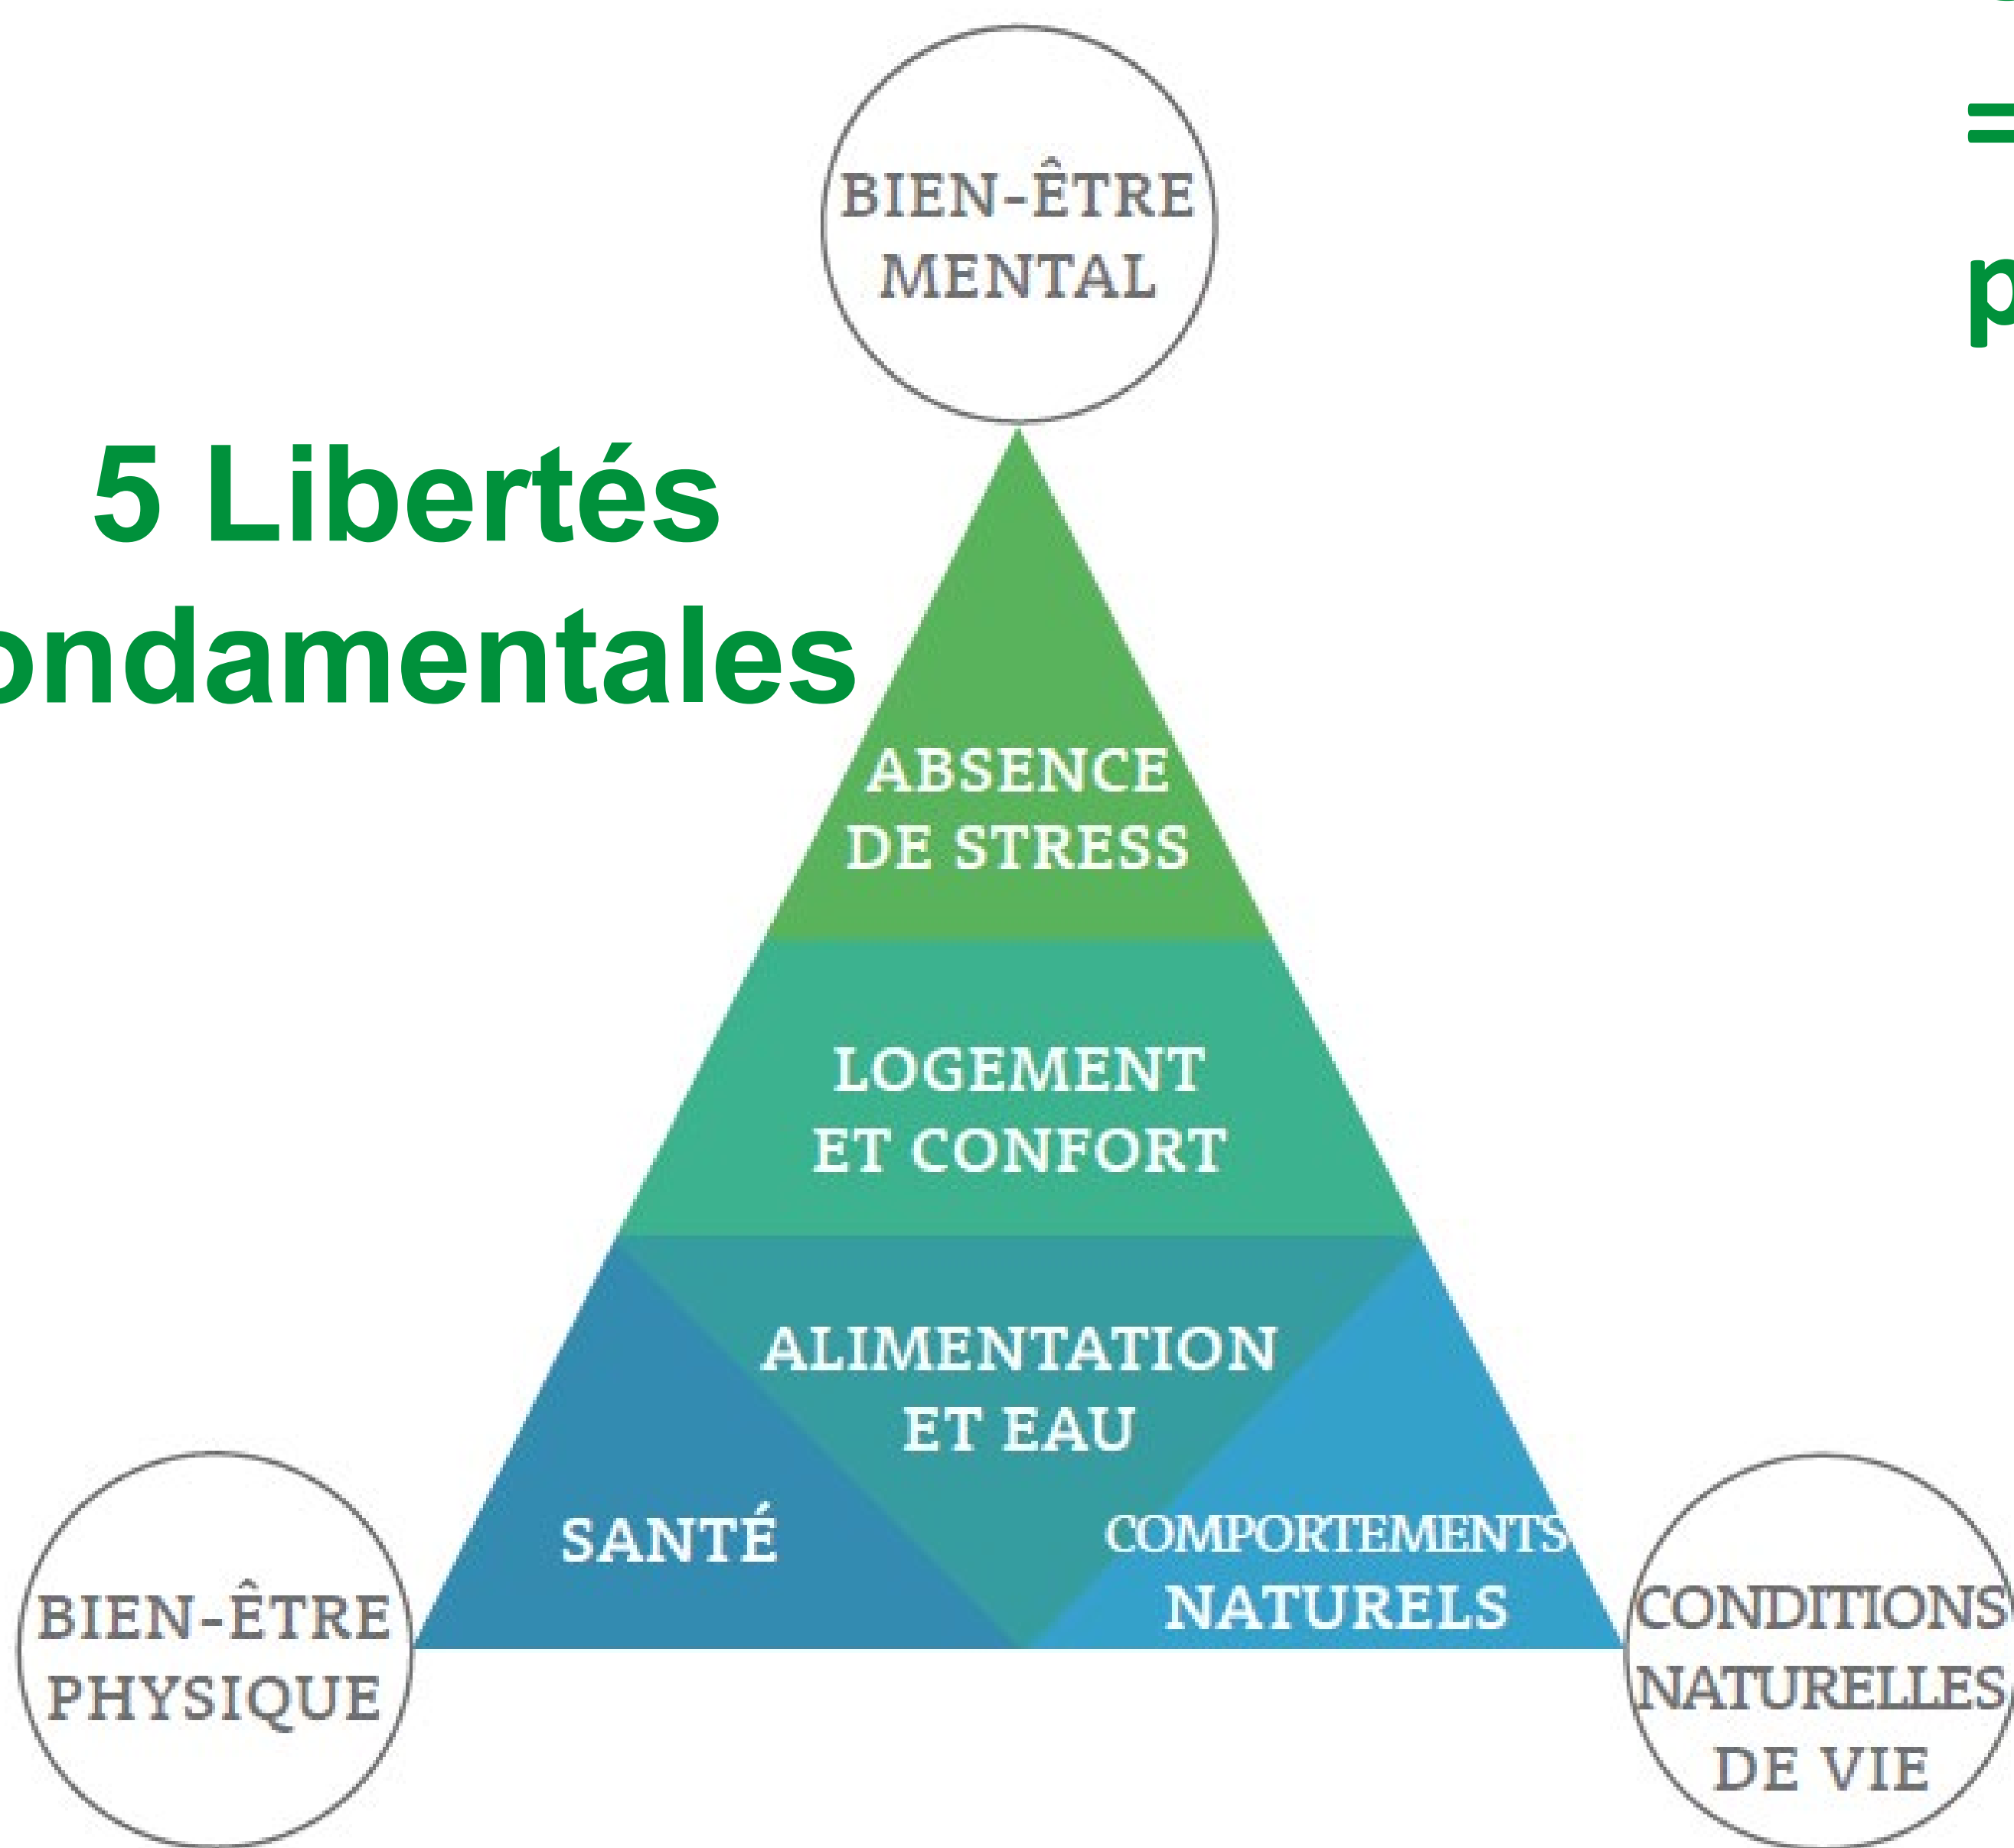 =
p
BIEN-ÊTRE
MENTAL
5 Libertés
ondamentales
ABSENCE
DE STRESS
LOGEMENT
ET CONFORT
ALIMENTATION
ET EAU
SANTÉ
COMPORTEMENTS
NATURELS
BIEN-ÊTRE
PHYSIQUE
CONDITIONS
NATURELLES
DE VIE